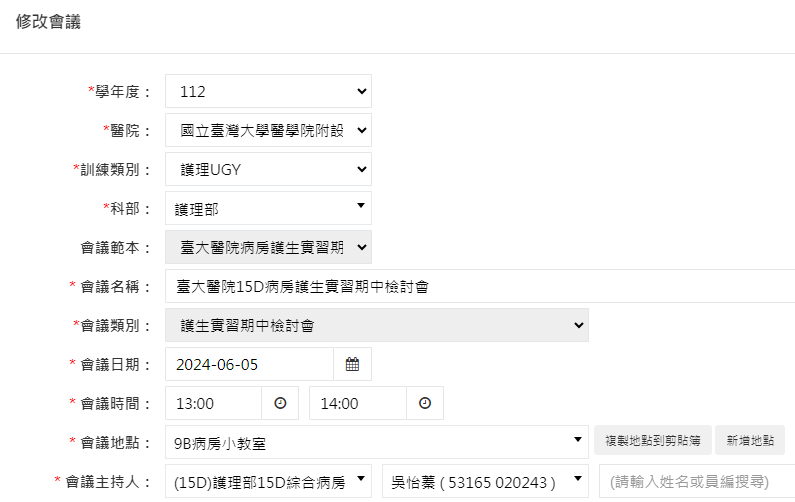 修改會議
*學年度： 112
*醫院： 國立臺灣大學醫學院附設
*訓練類別： 護理UGY
*科部： 護理部
會議範本： 臺大醫院病房護生實習期
* 會議名稱： 臺大醫院15D病房護生實習期中檢討會
*會議類別： 護生實習期中檢討會
* 會議日期： 2024-06-05
* 會議時間： 13:00 14:00
* 會議地點： 9B病房小教室 複製地點到剪貼簿 新增地點
* 會議主持人： (15D)護理部15D綜合病房 吳怡蓁 ( 53165 020243 ) (請輸入姓名或員編搜尋)